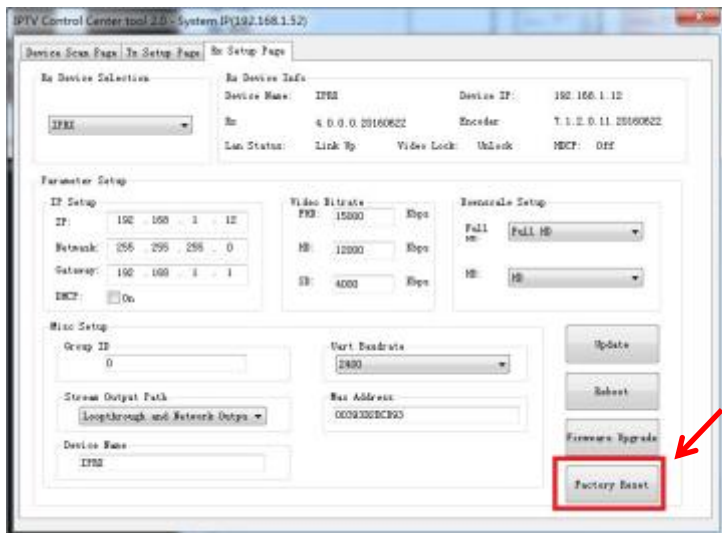 IPTV Control Center tool 2.0 - System IP(192.168.1.52)
Device Scan Page Tx Setup Page Rx Setup Page
Rx Device Selection
Rx Device Info
Device Name: Device IP: 192.168.1.12
Rx 4.0.0.0.20160622 Encoder 7.1.2.0.11.20160622
Lan Status: Link Up Video Lock: Unlock HDCP: Off
Parameter Setup
IP Setup
IP: 192 . 168 . 1 . 12
Netmask: 255 . 255 . 255 . 0
Gateway: 192 . 168 . 1 . 1
DHCP: On
Video Bitrate
FHD: 15000 Kbps
HD: 12000 Kbps
SD: 4000 Kbps
Downscale Setup
Full HD: Full HD
HD: HD
Misc Setup
Group ID
0
Uart Baudrate
2400
Stream Output Path
Loopthrough and Network Outpu
Mac Address
Device Name
Update
Reboot
Firmware Upgrade
Factory Reset